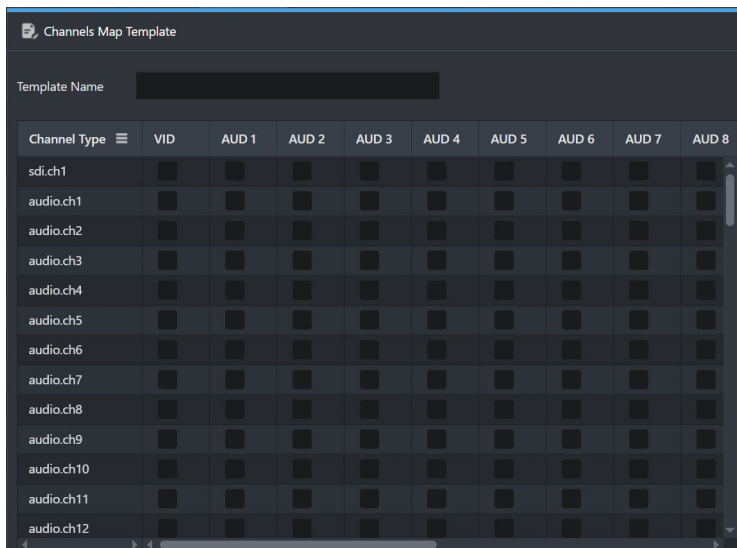 Channels Map Template
Template Name
Channel Type VID AUD 1 AUD 2 AUD 3 AUD 4 AUD 5 AUD 6 AUD 7 AUD 8
sdi.ch1
audio.ch1
audio.ch2
audio.ch3
audio.ch4
audio.ch5
audio.ch6
audio.ch7
audio.ch8
audio.ch9
audio.ch10
audio.ch11
audio.ch12